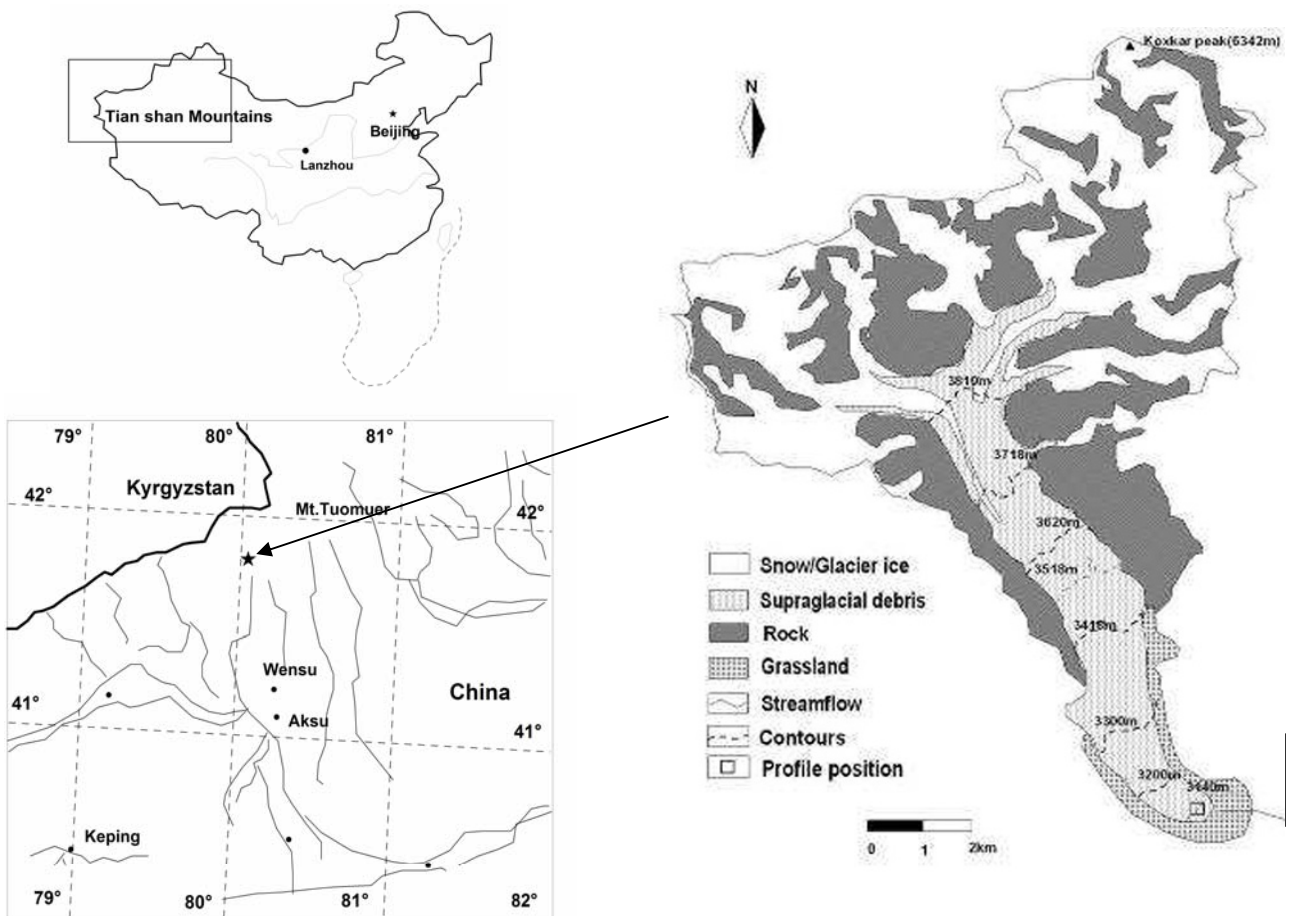 Tian shan Mountains
Beijing
Lanzhou
79°
80°
81°
Kyrgyzstan
42°
Mt.Tuomuer
42°
Wensu
China
41°
Aksu
41°
Keping
79°
80°
81°
82°
Koxkar peak(6342m)
N
3810m
3718m
3620m
3518m
3418m
3300m
3200m
3140m
Snow/Glacier ice
Supraglacial debris
Rock
Grassland
Streamflow
Contours
Profile position
0 1 2km